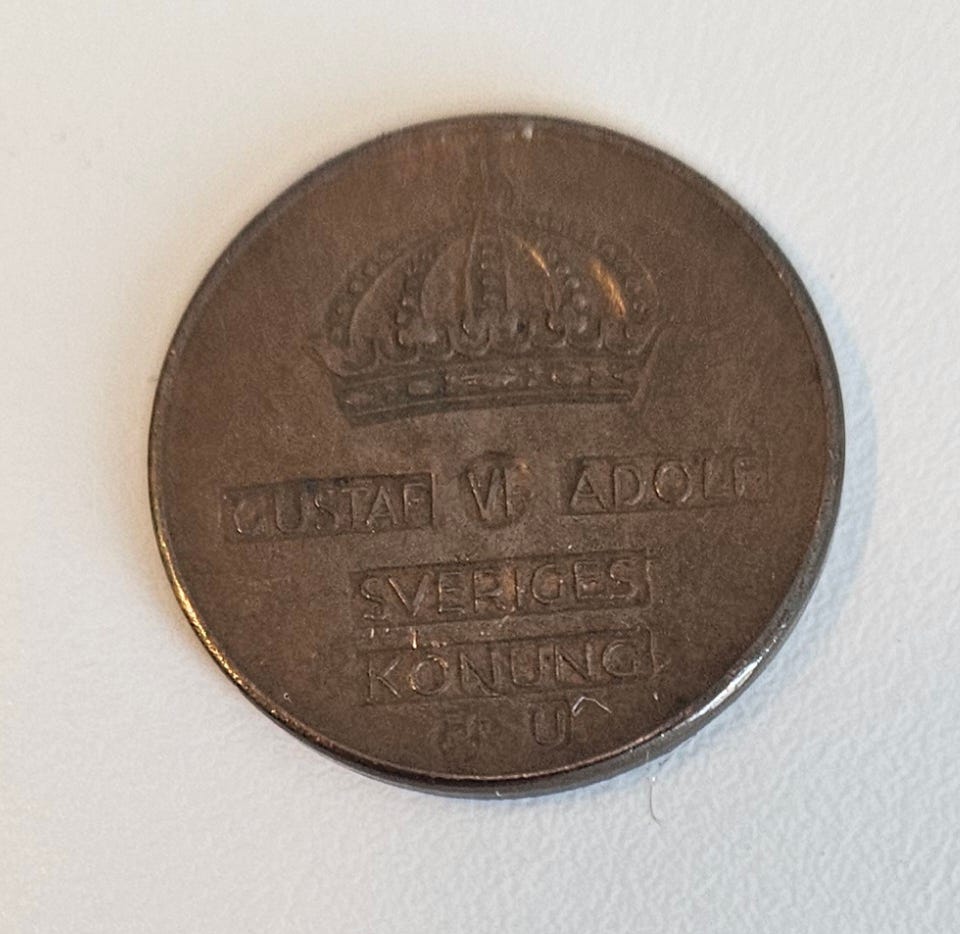 GUSTAF VI ADOLF
SVERIGES
KONUNG
U